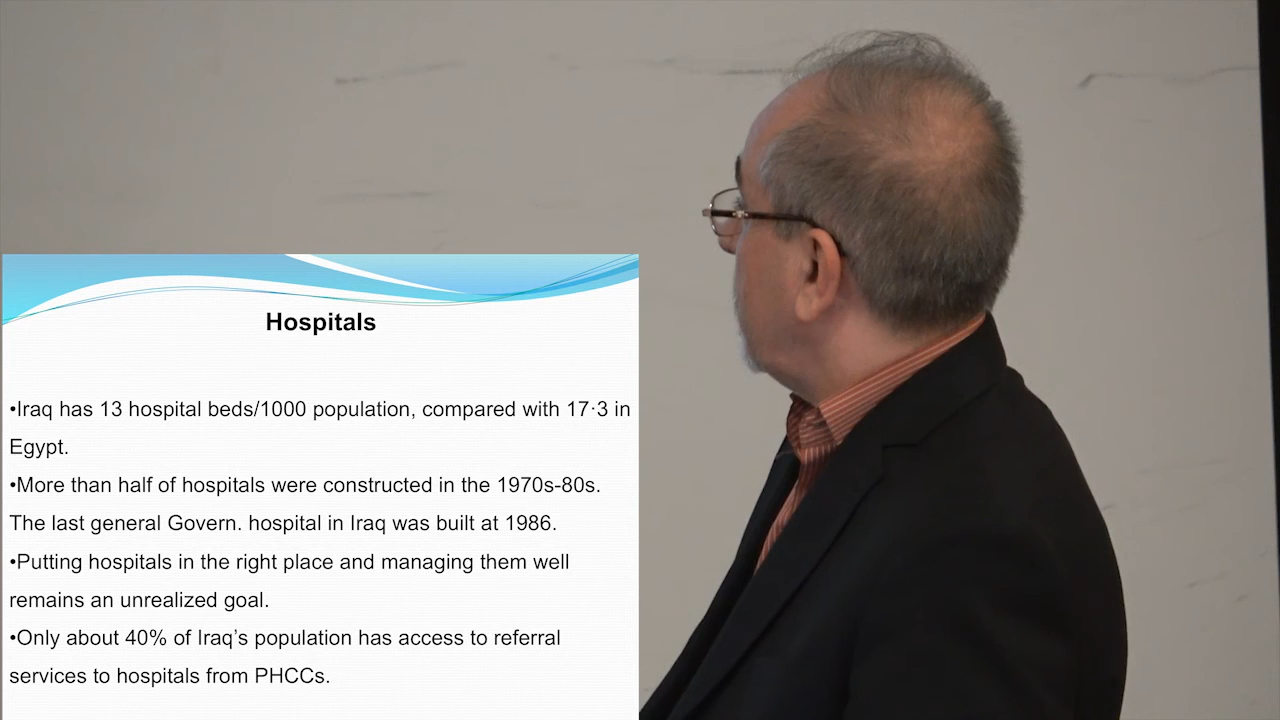 Hospitals
•Iraq has 13 hospital beds/1000 population, compared with 17·3 in
Egypt.
•More than half of hospitals were constructed in the 1970s-80s.
The last general Govern. hospital in Iraq was built at 1986.
•Putting hospitals in the right place and managing them well
remains an unrealized goal.
•Only about 40% of Iraq’s population has access to referral
services to hospitals from PHCCs.